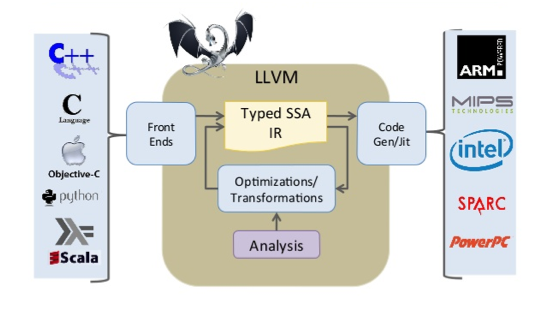 C++
C
Language
Objective-C
python
Scala
LLVM
Front
Ends
Typed SSA
IR
Optimizations/
Transformations
Analysis
Code
Gen/Jit
ARM
POWERED
MIPS
TECHNOLOGIES
intel
SPARC
PowerPC